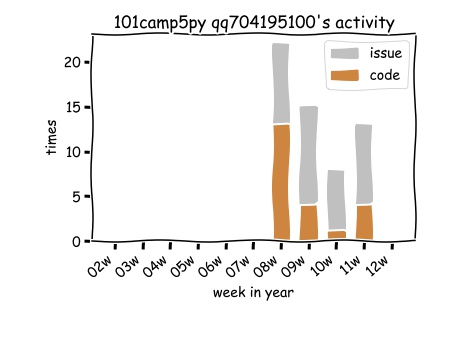 101camp5py qq704195100's activity
issue
code
times
20
15
10
5
0
02w 03w 04w 05w 06w 07w 08w 09w 10w 11w 12w
week in year